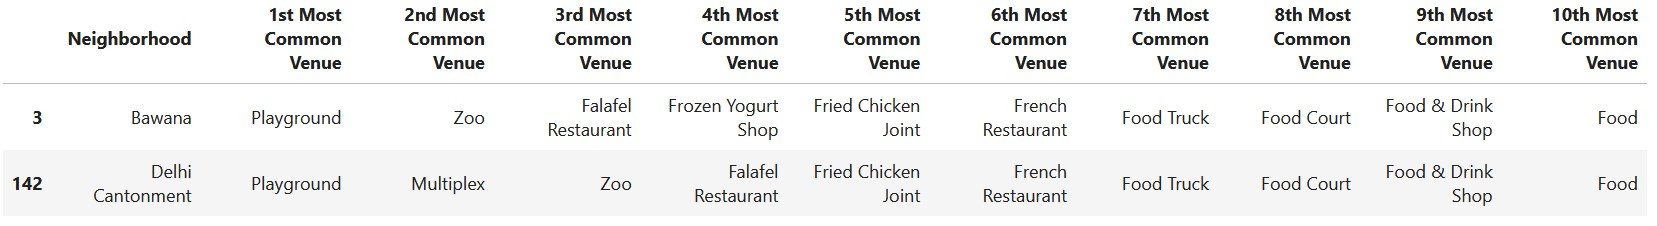 Neighborhood 1st Most Common Venue 2nd Most Common Venue 3rd Most Common Venue 4th Most Common Venue 5th Most Common Venue 6th Most Common Venue 7th Most Common Venue 8th Most Common Venue 9th Most Common Venue 10th Most Common Venue
3 Bawana Playground Zoo Falafel Restaurant Frozen Yogurt Shop Fried Chicken Joint French Restaurant Food Truck Food Court Food & Drink Shop Food
142 Delhi Cantonment Playground Multiplex Zoo Falafel Restaurant Fried Chicken Joint French Restaurant Food Truck Food Court Food & Drink Shop Food